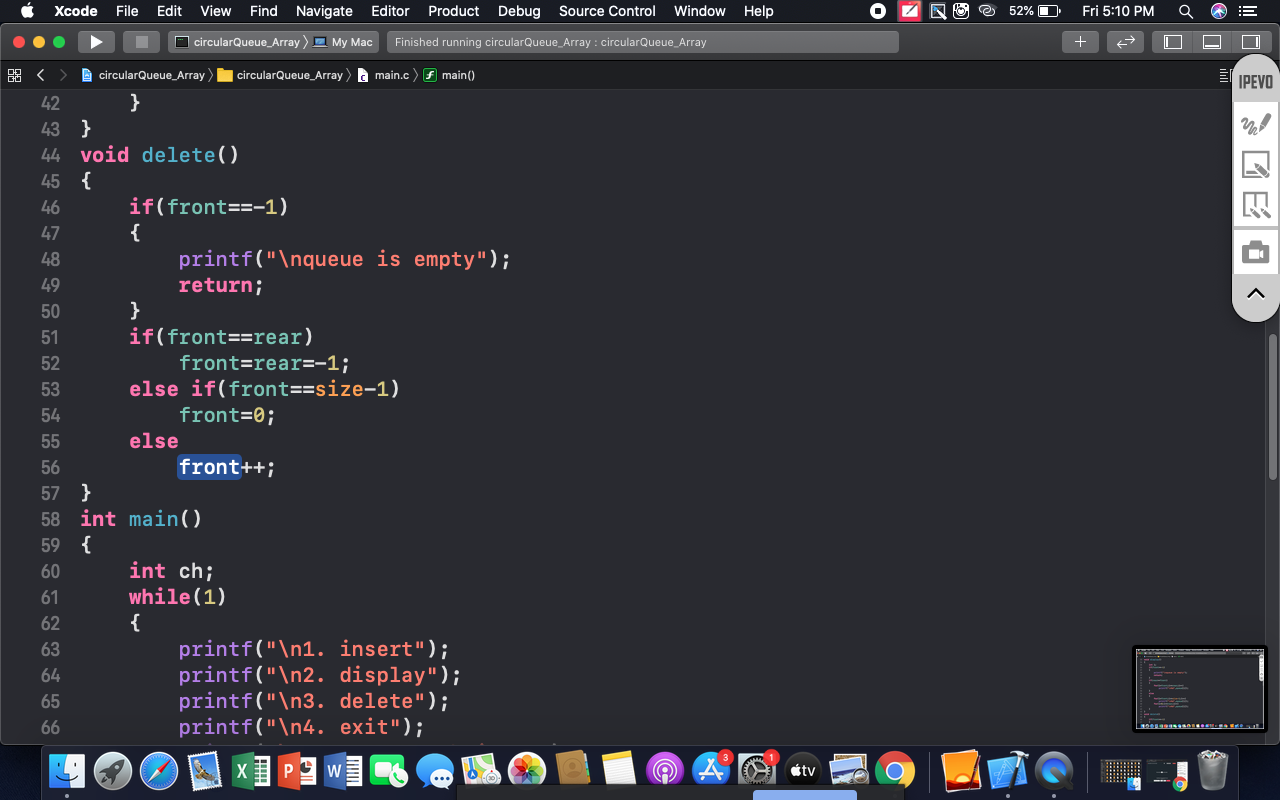 Xcode File Edit View Find Navigate Editor Product Debug Source Control Window Help 52% Fri 5:10 PM
circularQueue_Array My Mac Finished running circularQueue_Array : circularQueue_Array
circularQueue_Array circularQueue_Array main.c main()
IPEVO
42 }
43 }
44 void delete()
45 {
46 if(front==-1)
47 {
48 printf("\nqueue is empty");
49 return;
50 }
51 if(front==rear)
52 front=rear=-1;
53 else if(front==size-1)
54 front=0;
55 else
56 front++;
57 }
58 int main()
59 {
60 int ch;
61 while(1)
62 {
63 printf("\n1. insert");
64 printf("\n2. display");
65 printf("\n3. delete");
66 printf("\n4. exit");
3 1
tv